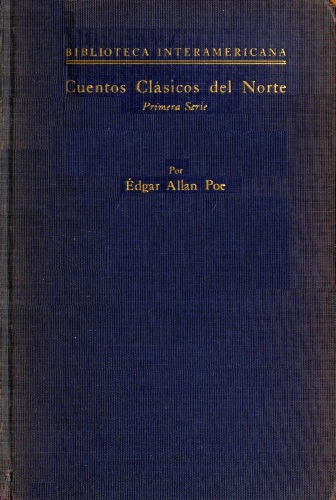 BIBLIOTECA INTERAMERICANA
Cuentos Clásicos del Norte
Primera Serie
Por
Édgar Allan Poe